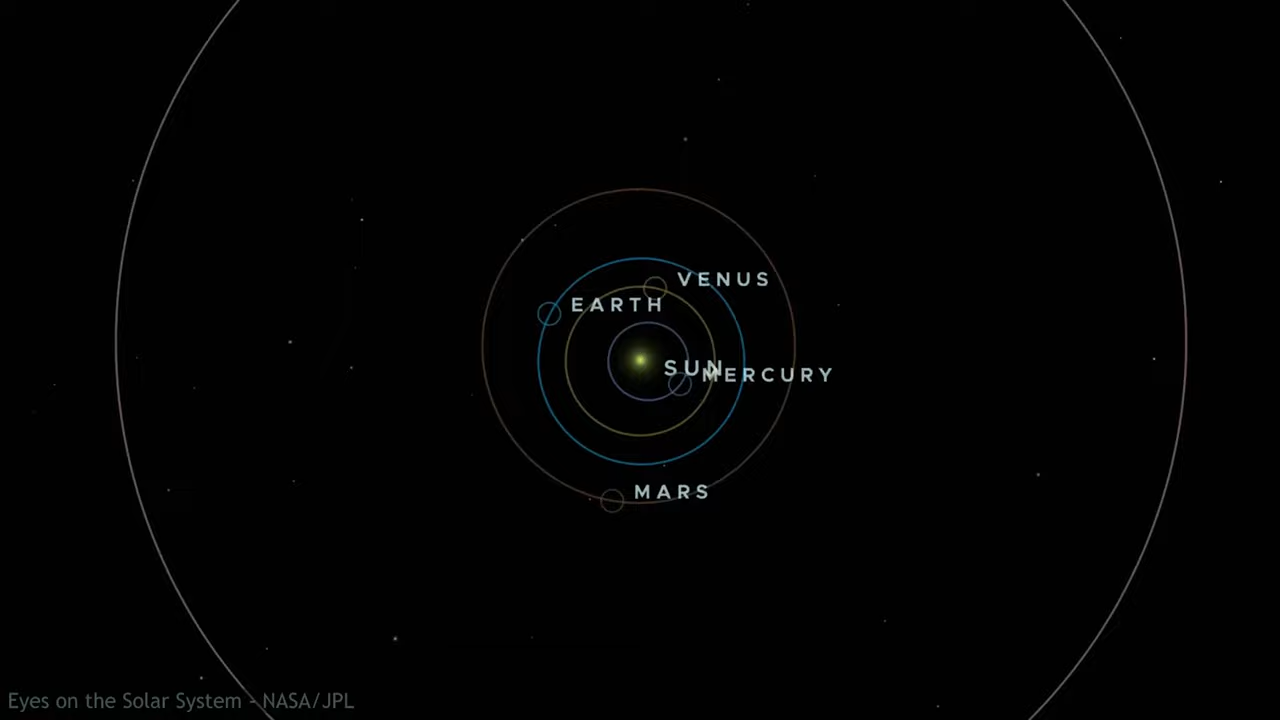 VENUS
EARTH
SUN
MERCURY
MARS
Eyes on the Solar System - NASA/JPL